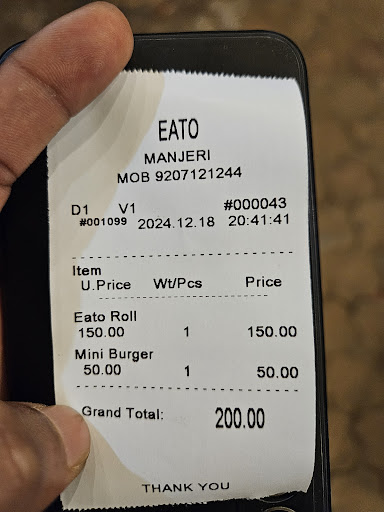 EATO
MANJERI
MOB 9207121244
D1 V1 #000043
#001099 2024.12.18 20:41:41
Item
U.Price Wt/Pcs Price
Eato Roll
150.00 1 150.00
Mini Burger
50.00 1 50.00
Grand Total: 200.00
THANK YOU